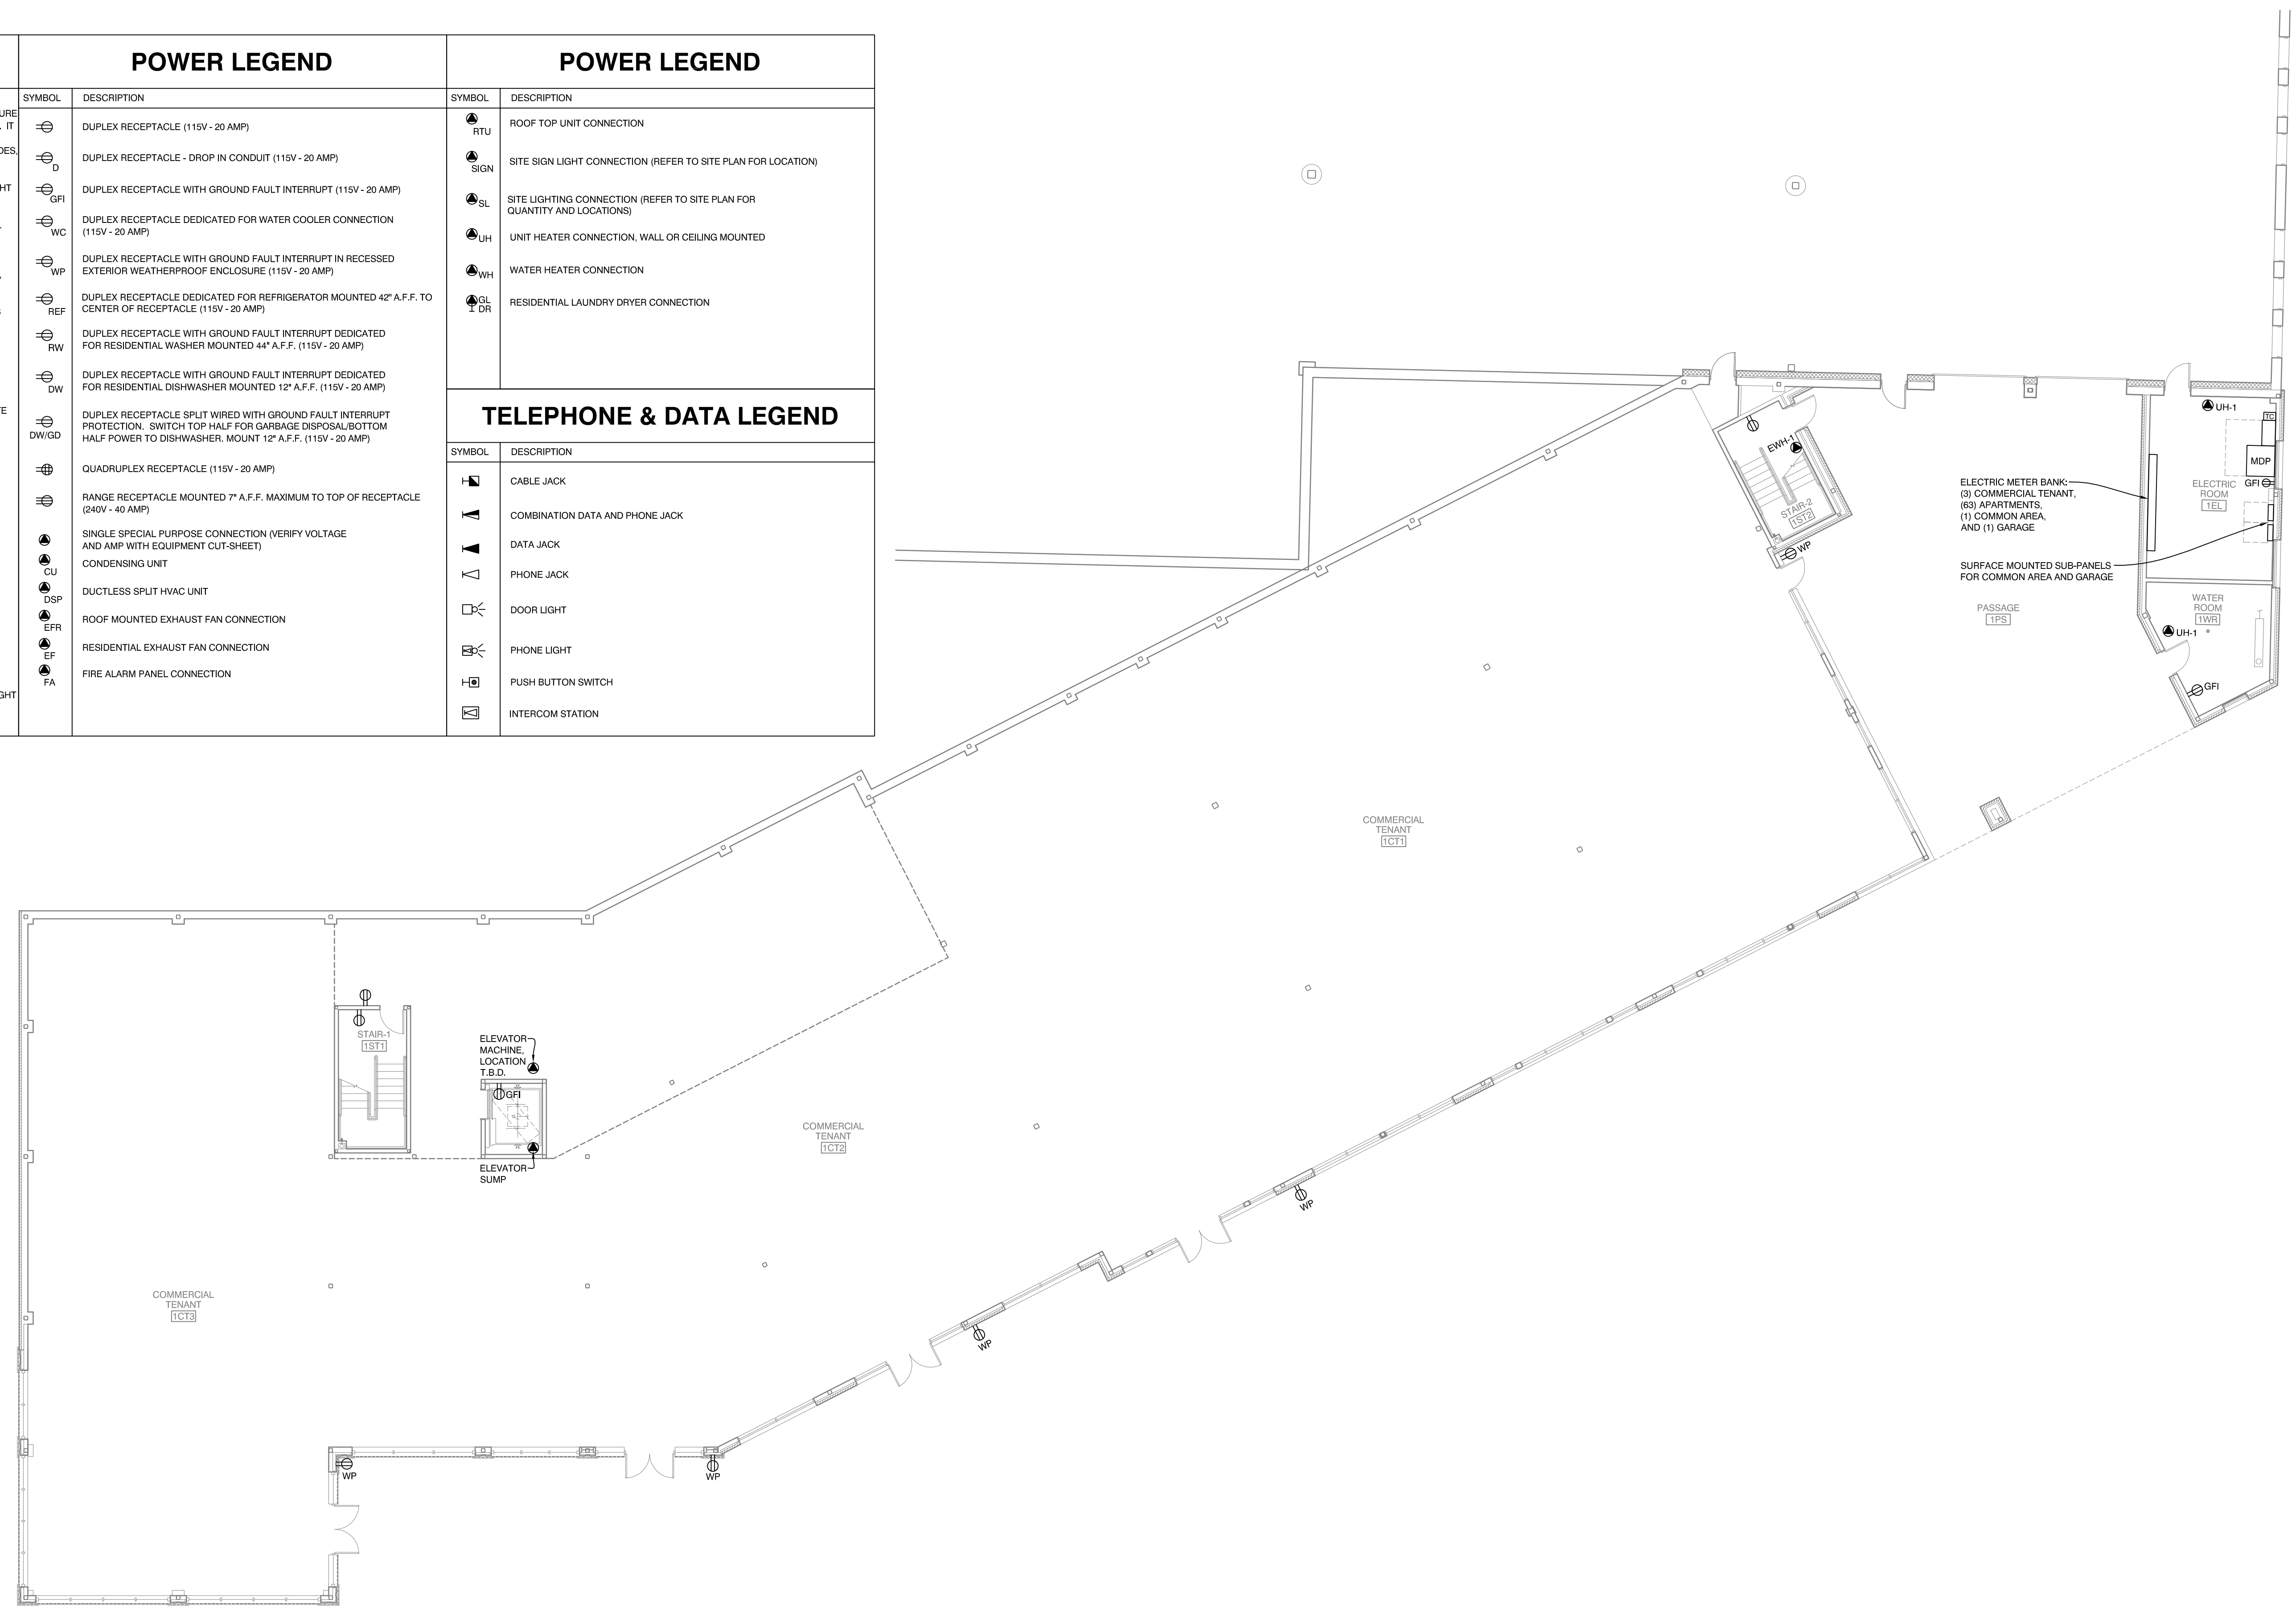 URE
. IT
DES,
HT
TE
GHT
POWER LEGEND
SYMBOL DESCRIPTION
DUPLEX RECEPTACLE (115V - 20 AMP)
D DUPLEX RECEPTACLE - DROP IN CONDUIT (115V - 20 AMP)
GFI DUPLEX RECEPTACLE WITH GROUND FAULT INTERRUPT (115V - 20 AMP)
WC DUPLEX RECEPTACLE DEDICATED FOR WATER COOLER CONNECTION
(115V - 20 AMP)
WP DUPLEX RECEPTACLE WITH GROUND FAULT INTERRUPT IN RECESSED
EXTERIOR WEATHERPROOF ENCLOSURE (115V - 20 AMP)
REF DUPLEX RECEPTACLE DEDICATED FOR REFRIGERATOR MOUNTED 42" A.F.F. TO
CENTER OF RECEPTACLE (115V - 20 AMP)
RW DUPLEX RECEPTACLE WITH GROUND FAULT INTERRUPT DEDICATED
FOR RESIDENTIAL WASHER MOUNTED 44" A.F.F. (115V - 20 AMP)
DW DUPLEX RECEPTACLE WITH GROUND FAULT INTERRUPT DEDICATED
FOR RESIDENTIAL DISHWASHER MOUNTED 12" A.F.F. (115V - 20 AMP)
DW/GD DUPLEX RECEPTACLE SPLIT WIRED WITH GROUND FAULT INTERRUPT
PROTECTION. SWITCH TOP HALF FOR GARBAGE DISPOSAL/BOTTOM
HALF POWER TO DISHWASHER. MOUNT 12" A.F.F. (115V - 20 AMP)
QUADRUPLEX RECEPTACLE (115V - 20 AMP)
RANGE RECEPTACLE MOUNTED 7" A.F.F. MAXIMUM TO TOP OF RECEPTACLE
(240V - 40 AMP)
SINGLE SPECIAL PURPOSE CONNECTION (VERIFY VOLTAGE
AND AMP WITH EQUIPMENT CUT-SHEET)
CU CONDENSING UNIT
DSP DUCTLESS SPLIT HVAC UNIT
EFR ROOF MOUNTED EXHAUST FAN CONNECTION
EF RESIDENTIAL EXHAUST FAN CONNECTION
FA FIRE ALARM PANEL CONNECTION
POWER LEGEND
SYMBOL DESCRIPTION
RTU ROOF TOP UNIT CONNECTION
SIGN SITE SIGN LIGHT CONNECTION (REFER TO SITE PLAN FOR LOCATION)
SL SITE LIGHTING CONNECTION (REFER TO SITE PLAN FOR
QUANTITY AND LOCATIONS)
UH UNIT HEATER CONNECTION, WALL OR CEILING MOUNTED
WH WATER HEATER CONNECTION
GL
DR RESIDENTIAL LAUNDRY DRYER CONNECTION
TELEPHONE & DATA LEGEND
SYMBOL DESCRIPTION
CABLE JACK
COMBINATION DATA AND PHONE JACK
DATA JACK
PHONE JACK
DOOR LIGHT
PHONE LIGHT
PUSH BUTTON SWITCH
INTERCOM STATION
UH-1
TC
MDP
GFI
ELECTRIC
ROOM
1EL
EWH-1
STAIR-2
1ST2
WP
ELECTRIC METER BANK:
(3) COMMERCIAL TENANT,
(63) APARTMENTS,
(1) COMMON AREA,
AND (1) GARAGE
SURFACE MOUNTED SUB-PANELS
FOR COMMON AREA AND GARAGE
PASSAGE
1PS
WATER
ROOM
1WR
UH-1
GFI
COMMERCIAL
TENANT
1CT1
STAIR-1
1ST1
ELEVATOR
MACHINE,
LOCATION
T.B.D.
GFI
ELEVATOR
SUMP
COMMERCIAL
TENANT
1CT2
COMMERCIAL
TENANT
1CT3
WP
WP
WP
WP